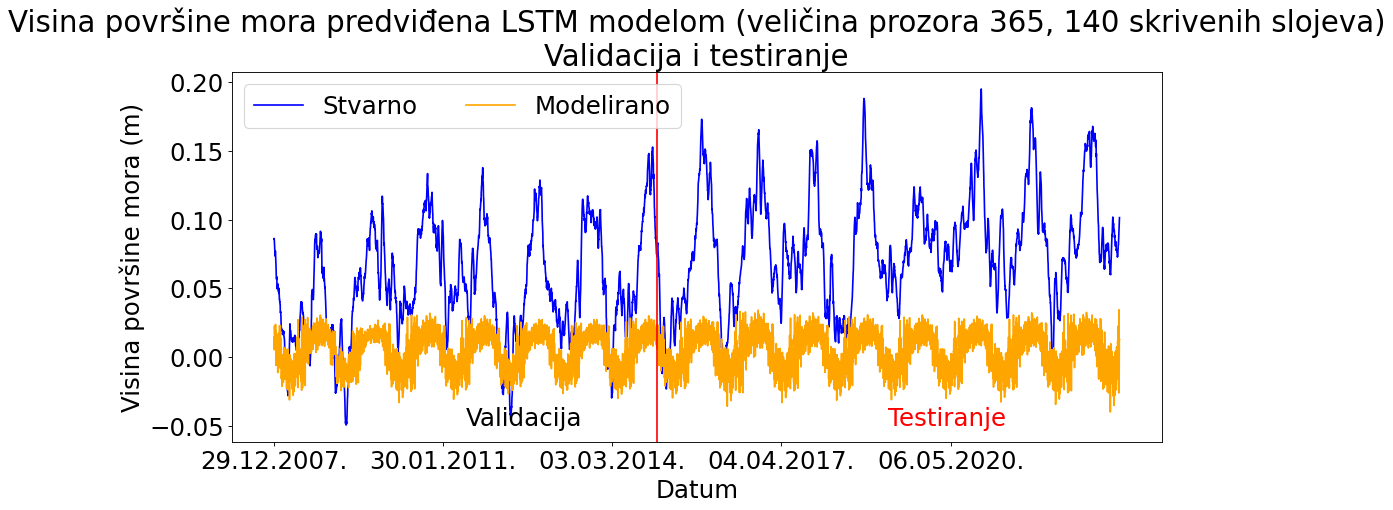 Visina površine mora predviđena LSTM modelom (veličina prozora 365, 140 skrivenih slojeva)
Validacija i testiranje
Stvarno
Modelirano
Visina površine mora (m)
0.20
0.15
0.10
0.05
0.00
−0.05
Validacija
Testiranje
29.12.2007.
30.01.2011.
03.03.2014.
04.04.2017.
06.05.2020.
Datum